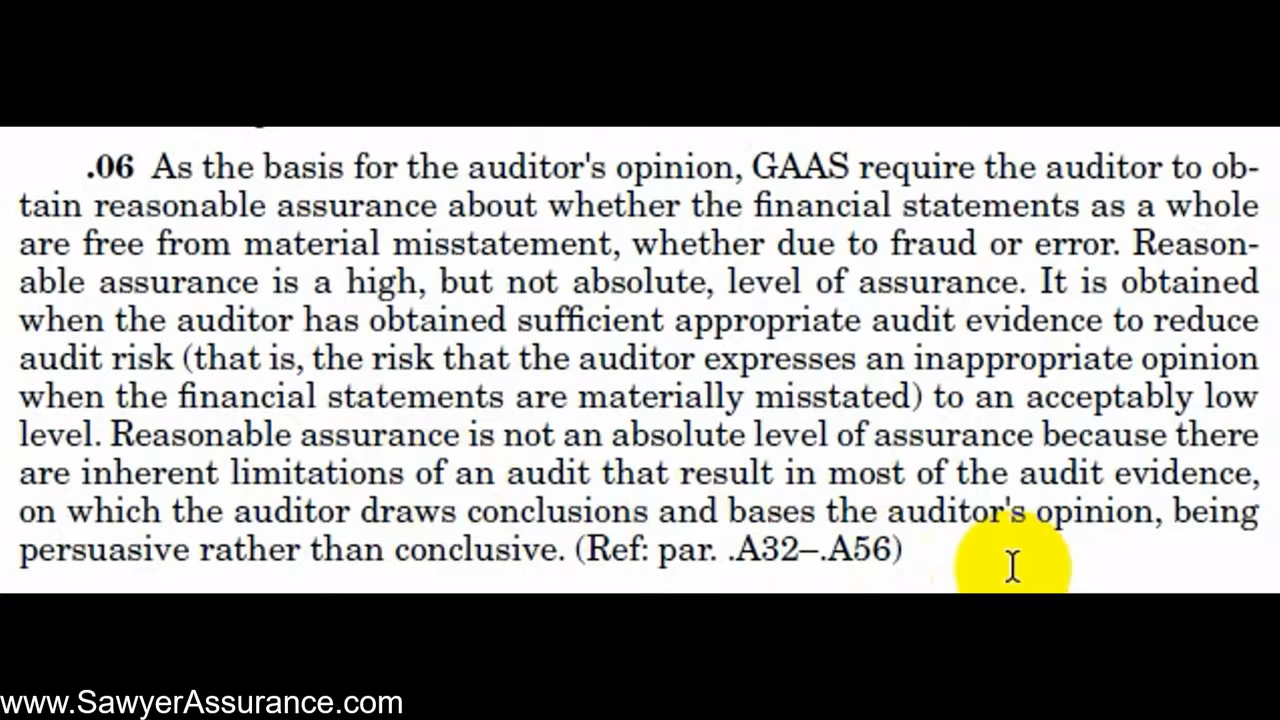 .06 As the basis for the auditor's opinion, GAAS require the auditor to ob-
tain reasonable assurance about whether the financial statements as a whole
are free from material misstatement, whether due to fraud or error. Reason-
able assurance is a high, but not absolute, level of assurance. It is obtained
when the auditor has obtained sufficient appropriate audit evidence to reduce
audit risk (that is, the risk that the auditor expresses an inappropriate opinion
when the financial statements are materially misstated) to an acceptably low
level. Reasonable assurance is not an absolute level of assurance because there
are inherent limitations of an audit that result in most of the audit evidence,
on which the auditor draws conclusions and bases the auditor's opinion, being
persuasive rather than conclusive. (Ref: par. .A32–.A56)
www.SawyerAssurance.com